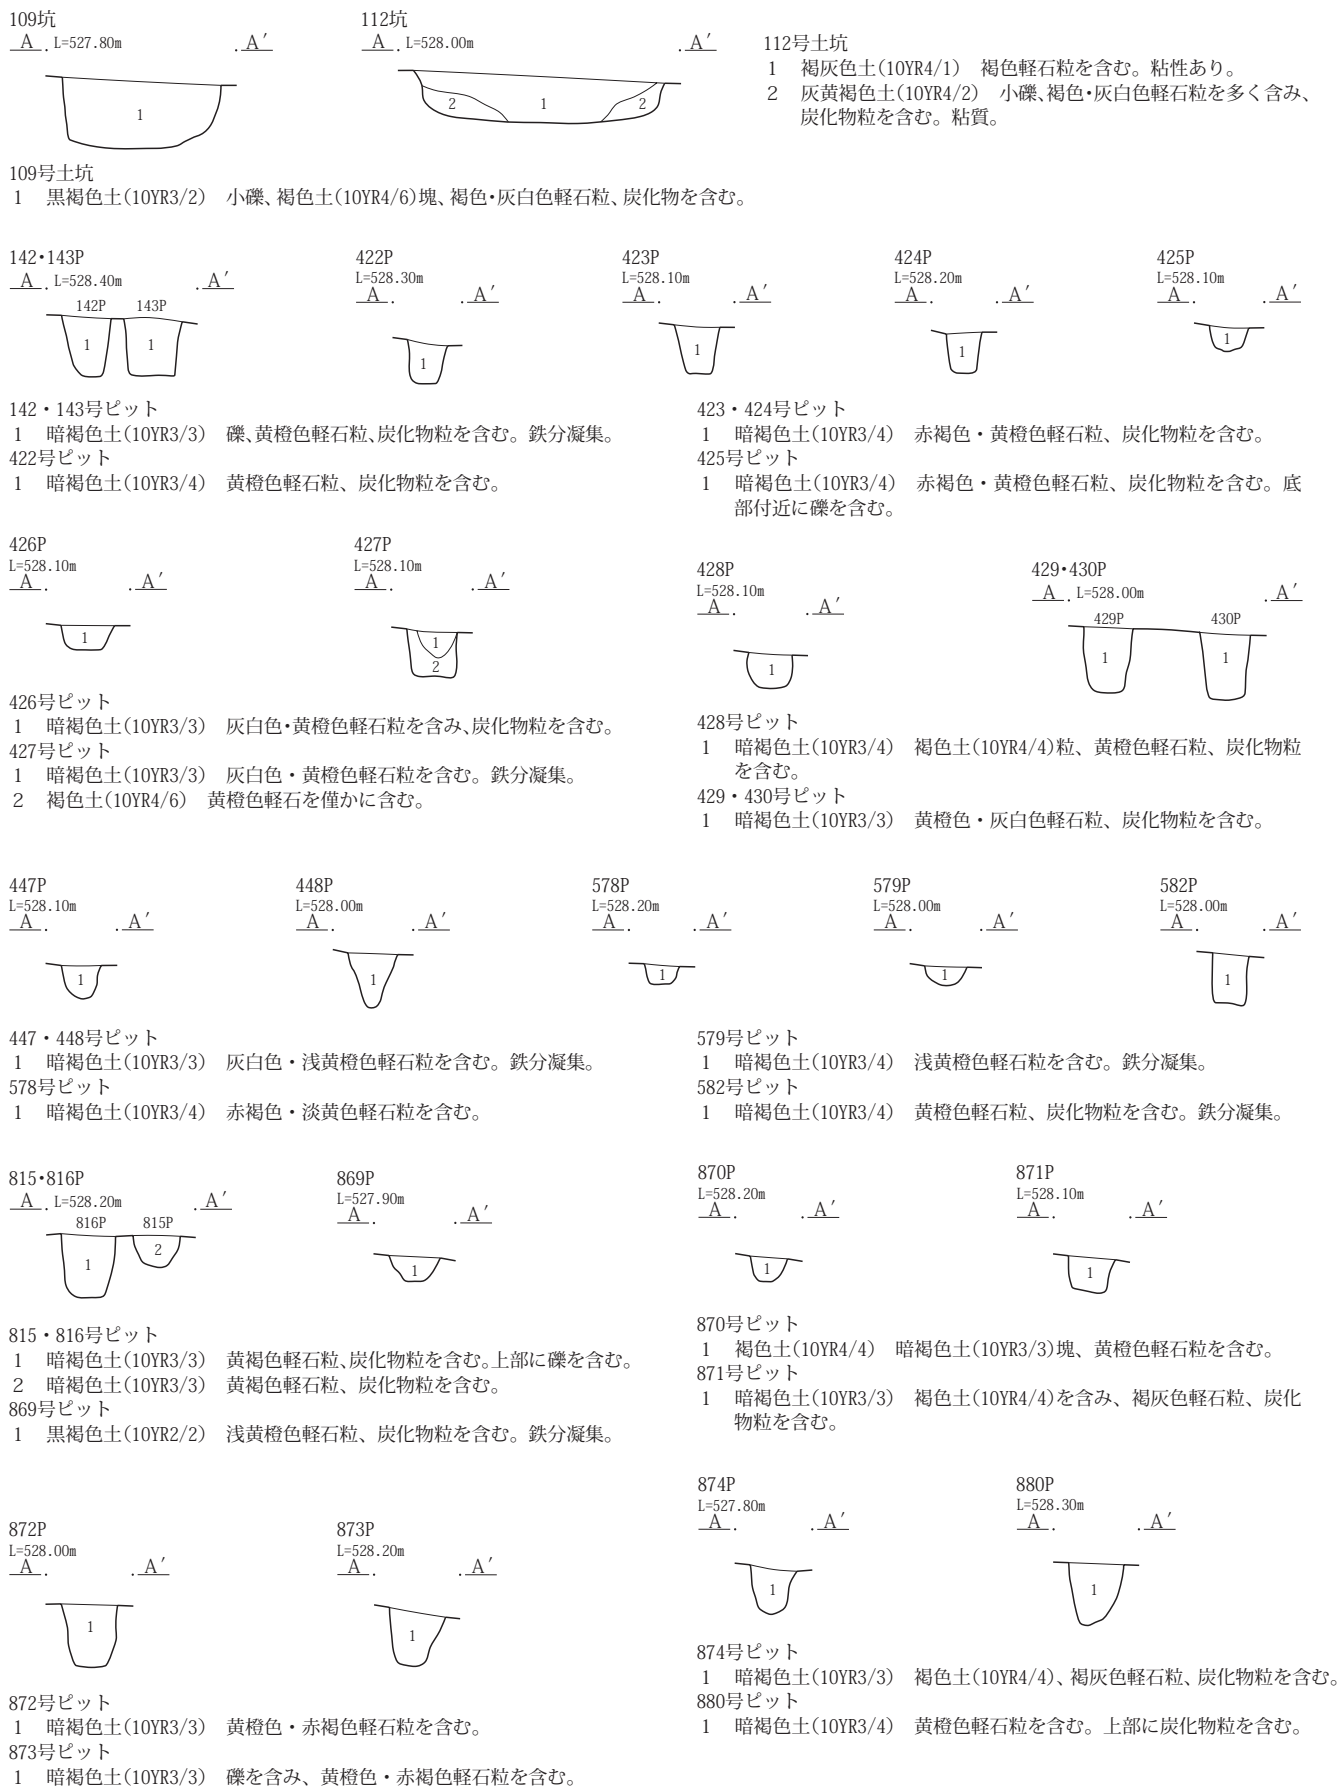 109坑
A . L=527.80m . A′
1
112坑
A . L=528.00m . A′
2 1 2
112号土坑
1 褐灰色土(10YR4/1) 褐色軽石粒を含む。粘性あり。
2 灰黄褐色土(10YR4/2) 小礫、褐色・灰白色軽石粒を多く含み、
炭化物粒を含む。粘質。
109号土坑
1 黒褐色土(10YR3/2) 小礫、褐色土(10YR4/6)塊、褐色・灰白色軽石粒、炭化物を含む。
142・143P
A . L=528.40m . A′
142P 143P
1 1
422P
L=528.30m
A . . A′
1
423P
L=528.10m
A . . A′
1
424P
L=528.20m
A . . A′
1
425P
L=528.10m
A . . A′
1
142・143号ピット
1 暗褐色土(10YR3/3) 礫、黄橙色軽石粒、炭化物粒を含む。鉄分凝集。
422号ピット
1 暗褐色土(10YR3/4) 黄橙色軽石粒、炭化物粒を含む。
423・424号ピット
1 暗褐色土(10YR3/4) 赤褐色・黄橙色軽石粒、炭化物粒を含む。
425号ピット
1 暗褐色土(10YR3/4) 赤褐色・黄橙色軽石粒、炭化物粒を含む。底
部付近に礫を含む。
426P
L=528.10m
A . . A′
1
427P
L=528.10m
A . . A′
1
2
428P
L=528.10m
A . . A′
1
429・430P
A . L=528.00m . A′
429P 430P
1 1
426号ピット
1 暗褐色土(10YR3/3) 灰白色・黄橙色軽石粒を含み、炭化物粒を含む。
427号ピット
1 暗褐色土(10YR3/3) 灰白色・黄橙色軽石粒を含む。鉄分凝集。
2 褐色土(10YR4/6) 黄橙色軽石を僅かに含む。
428号ピット
1 暗褐色土(10YR3/4) 褐色土(10YR4/4)粒、黄橙色軽石粒、炭化物粒
を含む。
429・430号ピット
1 暗褐色土(10YR3/3) 黄橙色・灰白色軽石粒、炭化物粒を含む。
447P
L=528.10m
A . . A′
1
448P
L=528.00m
A . . A′
1
578P
L=528.20m
A . . A′
1
579P
L=528.00m
A . . A′
1
582P
L=528.00m
A . . A′
1
447・448号ピット
1 暗褐色土(10YR3/3) 灰白色・浅黄橙色軽石粒を含む。鉄分凝集。
578号ピット
1 暗褐色土(10YR3/4) 赤褐色・淡黄色軽石粒を含む。
579号ピット
1 暗褐色土(10YR3/4) 浅黄橙色軽石粒を含む。鉄分凝集。
582号ピット
1 暗褐色土(10YR3/4) 黄橙色軽石粒、炭化物粒を含む。鉄分凝集。
815・816P
A . L=528.20m . A′
816P 815P
1 2
869P
L=527.90m
A . . A′
1
870P
L=528.20m
A . . A′
1
871P
L=528.10m
A . . A′
1
815・816号ピット
1 暗褐色土(10YR3/3) 黄褐色軽石粒、炭化物粒を含む。上部に礫を含む。
2 暗褐色土(10YR3/3) 黄褐色軽石粒、炭化物粒を含む。
869号ピット
1 黒褐色土(10YR2/2) 浅黄橙色軽石粒、炭化物粒を含む。鉄分凝集。
870号ピット
1 褐色土(10YR4/4) 暗褐色土(10YR3/3)塊、黄橙色軽石粒を含む。
871号ピット
1 暗褐色土(10YR3/3) 褐色土(10YR4/4)を含み、褐灰色軽石粒、炭化
物粒を含む。
872P
L=528.00m
A . . A′
1
873P
L=528.20m
A . . A′
1
874P
L=527.80m
A . . A′
1
880P
L=528.30m
A . . A′
1
872号ピット
1 暗褐色土(10YR3/3) 黄橙色・赤褐色軽石粒を含む。
873号ピット
1 暗褐色土(10YR3/3) 礫を含み、黄橙色・赤褐色軽石粒を含む。
874号ピット
1 暗褐色土(10YR3/3) 褐色土(10YR4/4)、褐灰色軽石粒、炭化物粒を含む。
880号ピット
1 暗褐色土(10YR3/4) 黄橙色軽石粒を含む。上部に炭化物粒を含む。